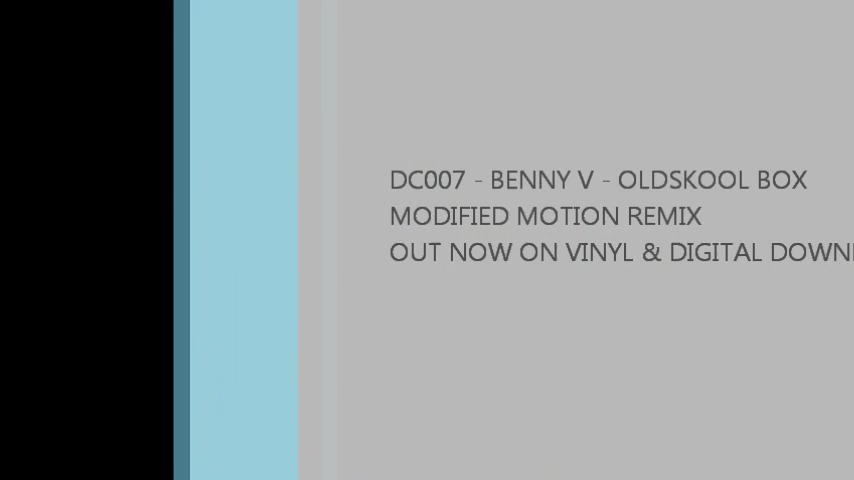 DC007 - BENNY V - OLDSKOOL BOX
MODIFIED MOTION REMIX
OUT NOW ON VINYL & DIGITAL